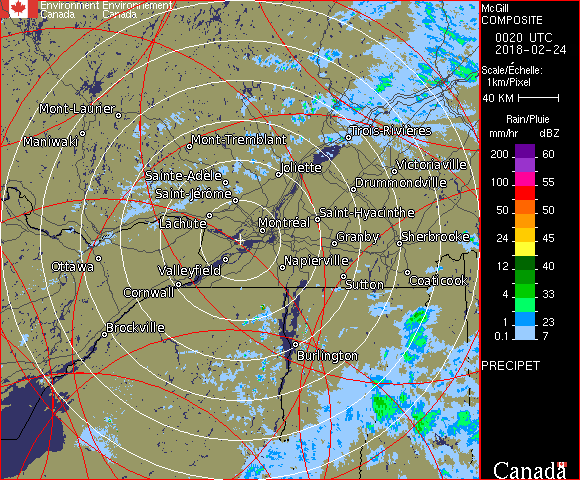 Environment Environnement
Canada Canada
McGill
COMPOSITE
0020 UTC
2018-02-24
Scale/Échelle:
1km/Pixel
40 KM
Rain/Pluie
mm/hr dBZ
200 60
100 55
50 50
24 45
12 40
4 33
2 23
0.1 7
PRECIPET
Canada
Mont-Laurier
Maniwaki
Mont-Tremblant
Trois-Rivières
Joliette
Victoriaville
Sainte-Adèle
Drummondville
Saint-Jérôme
Saint-Hyacinthe
Lachute
Montréal
Granby
Sherbrooke
Ottawa
Valleyfield
Napierville
Cornwall
Sutton
Coaticook
Brockville
Burlington